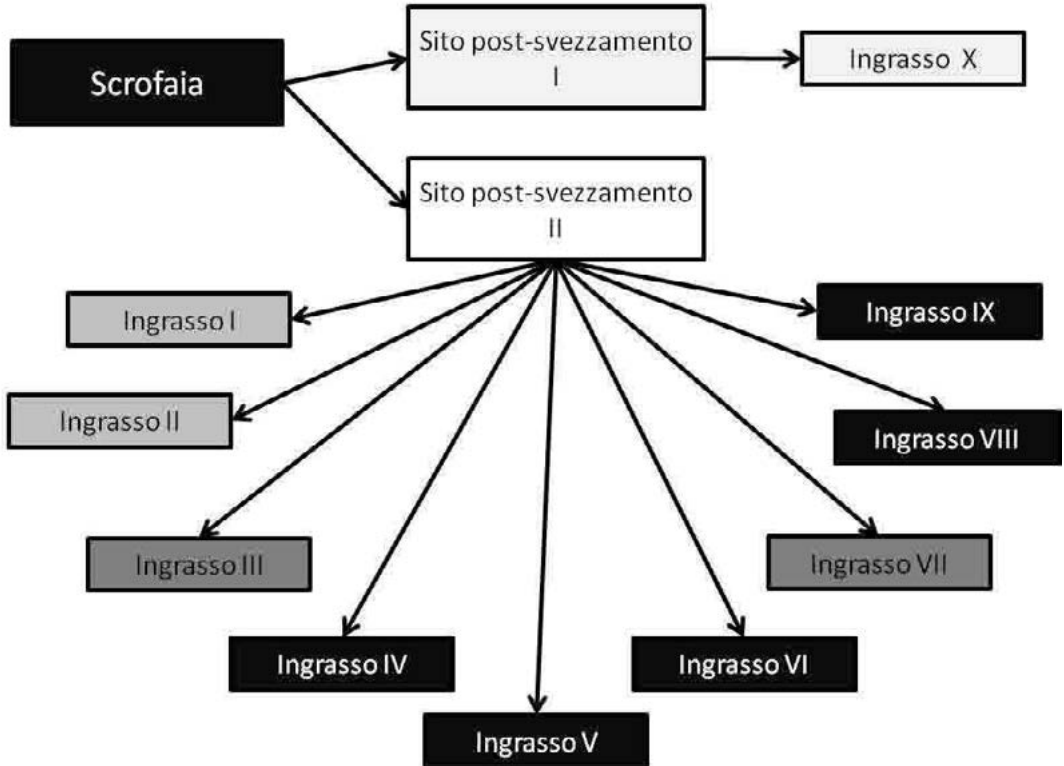 Scrofaia
Sito post-svezzamento
I
Ingrasso X
Sito post-svezzamento
II
Ingrasso I
Ingrasso IX
Ingrasso II
Ingrasso VIII
Ingrasso III
Ingrasso VII
Ingrasso IV
Ingrasso VI
Ingrasso V